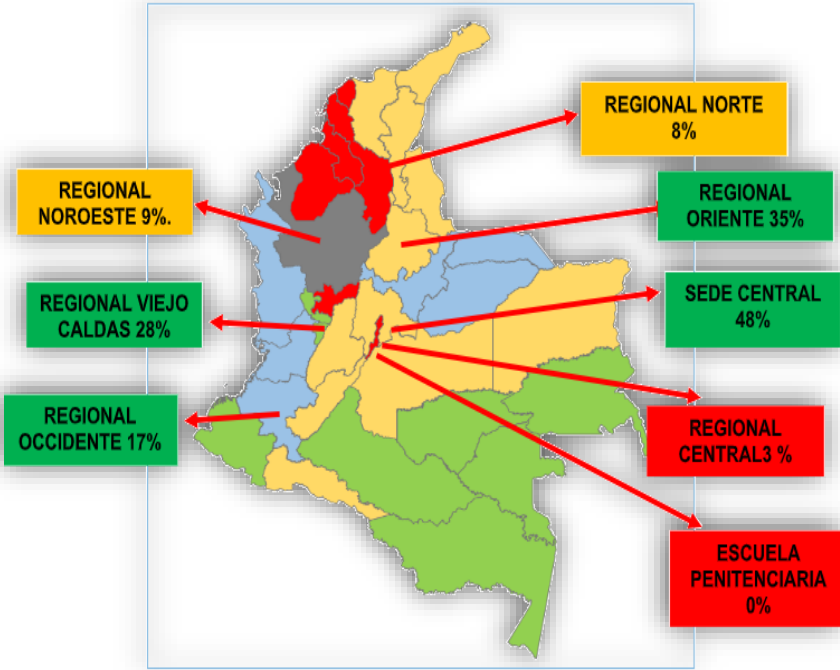 REGIONAL NORTE
8%
REGIONAL
NOROESTE 9%.
REGIONAL
ORIENTE 35%
REGIONAL VIEJO
CALDAS 28%
SEDE CENTRAL
48%
REGIONAL
OCCIDENTE 17%
REGIONAL
CENTRAL3 %
ESCUELA
PENITENCIARIA
0%